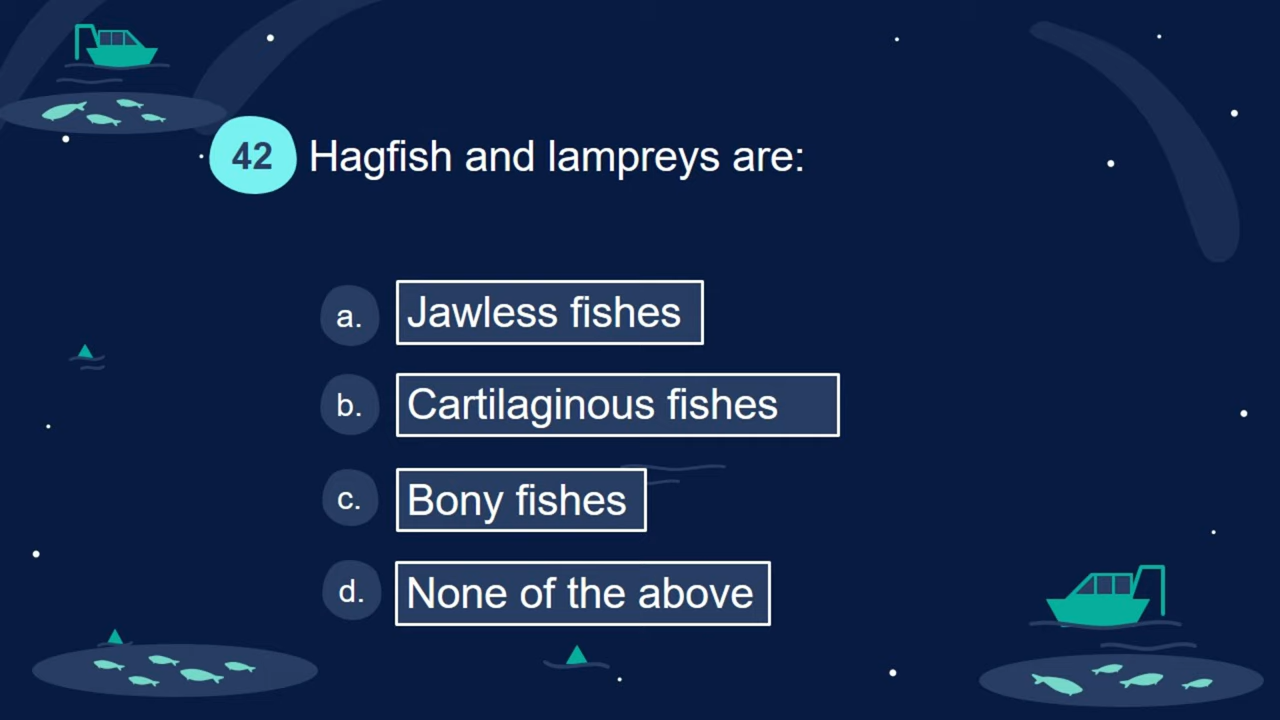 42 Hagfish and lampreys are:
a. Jawless fishes
b. Cartilaginous fishes
c. Bony fishes
d. None of the above